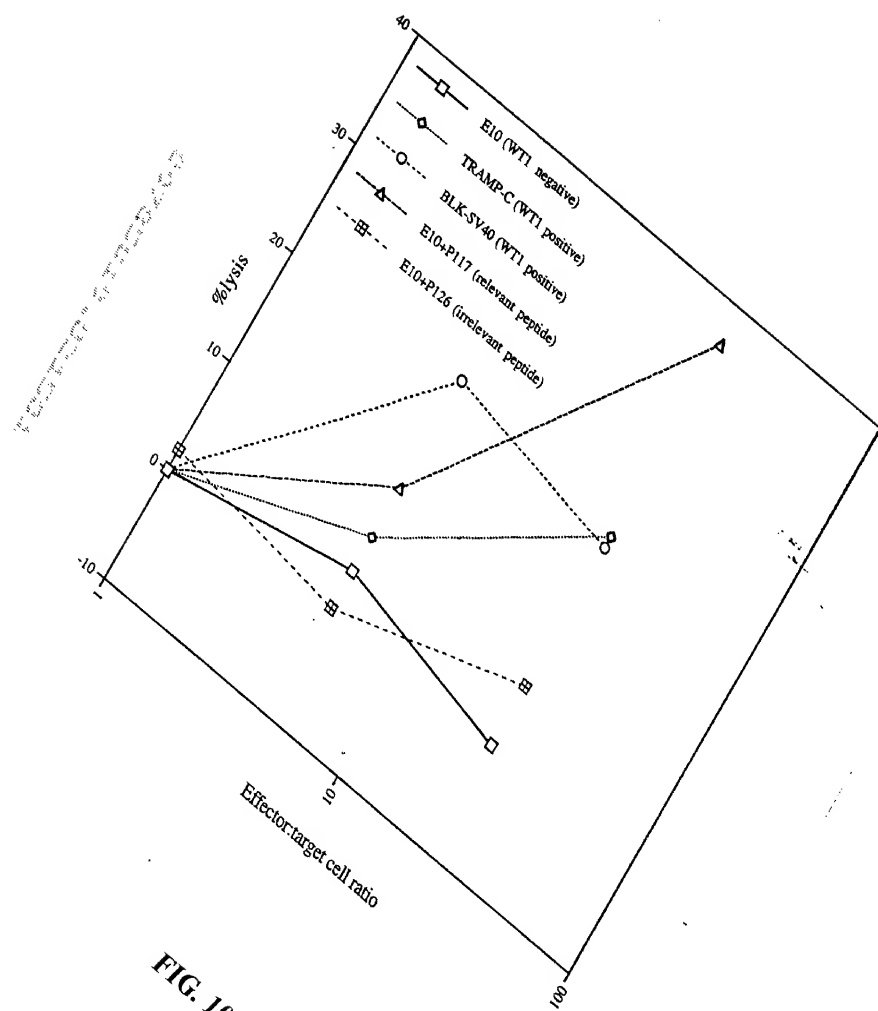 40
30
20
10
0
-10
%lysis
E10 (WT1 negative)
TRAMP-C (WT1 positive)
BLK-SV40 (WT1 positive)
E10+P117 (relevant peptide)
E10+P126 (irrelevant peptide)
1
10
100
Effector:target cell ratio
FIG.